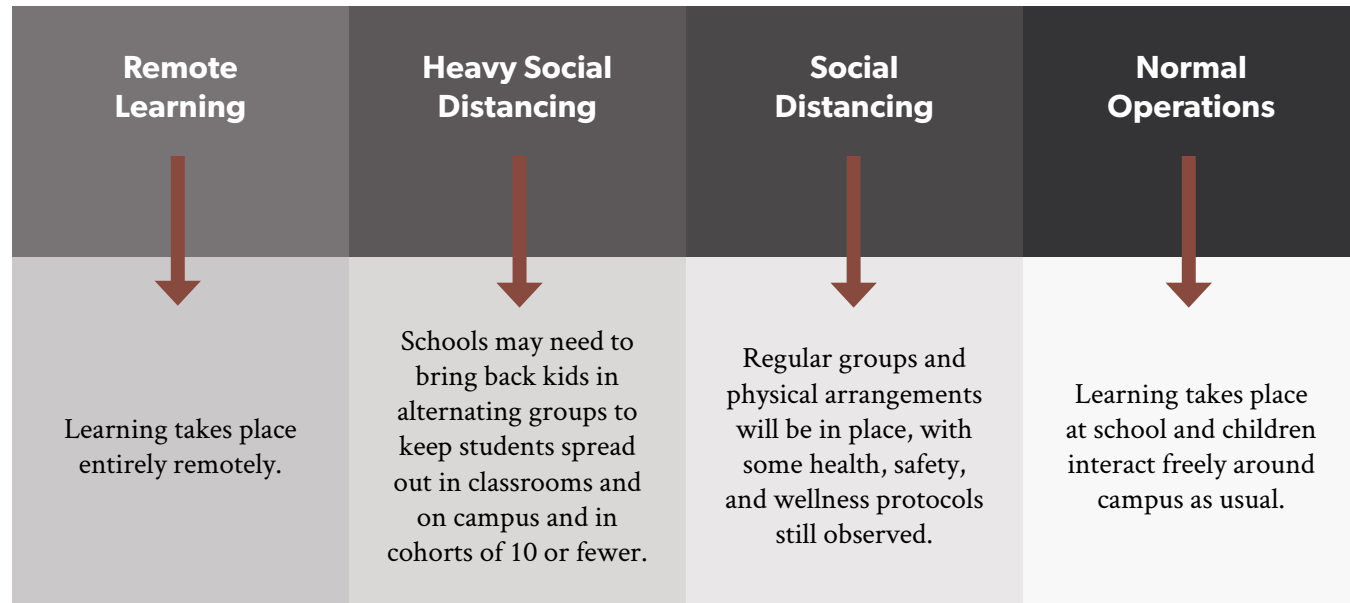 Remote
Learning
Heavy Social
Distancing
Social
Distancing
Normal
Operations
Learning takes place
entirely remotely.
Schools may need to
bring back kids in
alternating groups to
keep students spread
out in classrooms and
on campus and in
cohorts of 10 or fewer.
Regular groups and
physical arrangements
will be in place, with
some health, safety,
and wellness protocols
still observed.
Learning takes place
at school and children
interact freely around
campus as usual.